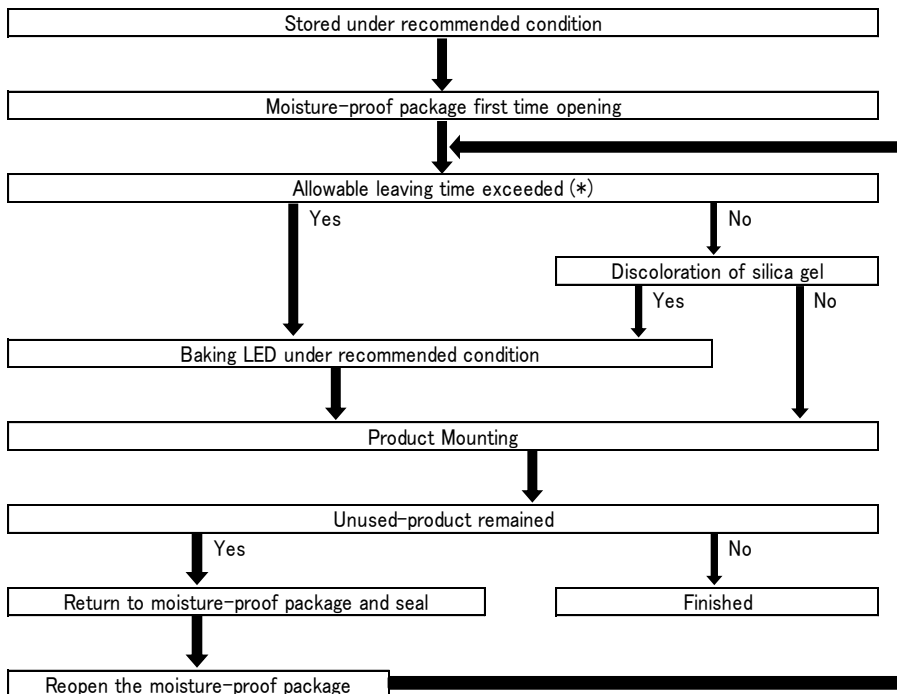 Stored under recommended condition
Moisture-proof package first time opening
Allowable leaving time exceeded (*)
Yes
No
Discoloration of silica gel
Yes
No
Baking LED under recommended condition
Product Mounting
Unused-product remained
Yes
No
Return to moisture-proof package and seal
Finished
Reopen the moisture-proof package